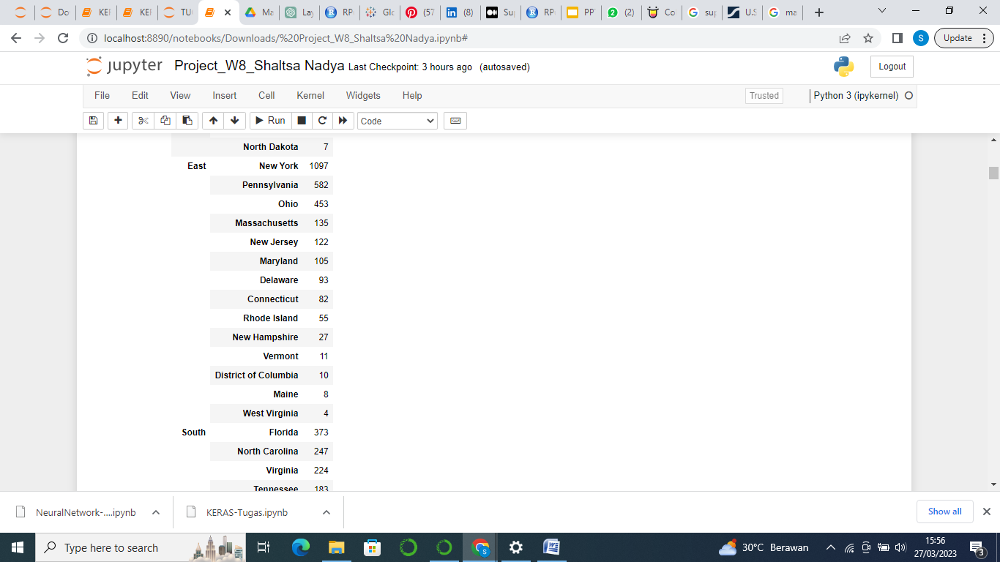 Do
KEF
KEF
TU
Ma
Lay
RP
Glo
(57
(8)
Sup
RP
PP
(2)
Co
sup
U.S
ma
localhost:8890/notebooks/Downloads/%20Project_W8_Shaltsa%20Nadya.ipynb#
S
Update
jupyter Project_W8_Shaltsa Nadya Last Checkpoint: 3 hours ago (autosaved)
Logout
File Edit View Insert Cell Kernel Widgets Help
Trusted
Python 3 (ipykernel)
Run
Code
North Dakota 7
East New York 1097
Pennsylvania 582
Ohio 453
Massachusetts 135
New Jersey 122
Maryland 105
Delaware 93
Connecticut 82
Rhode Island 55
New Hampshire 27
Vermont 11
District of Columbia 10
Maine 8
West Virginia 4
South Florida 373
North Carolina 247
Virginia 224
Tennessee 183
NeuralNetwork-....ipynb
KERAS-Tugas.ipynb
Show all
Type here to search
30°C Berawan
15:56
27/03/2023
3